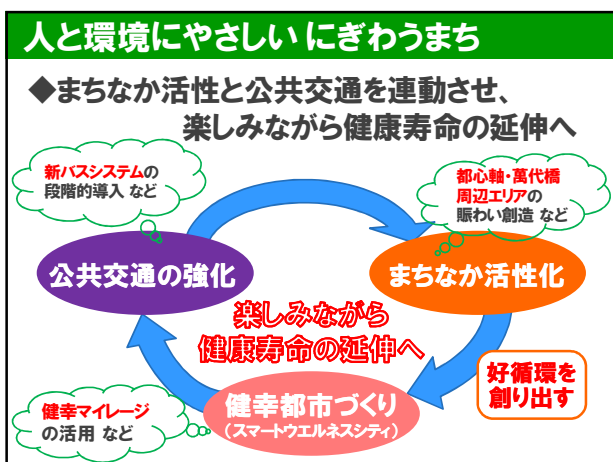 人と環境にやさしい にぎわうまち
◆まちなか活性と公共交通を連動させ、
楽しみながら健康寿命の延伸へ
新バスシステムの
段階的導入 など
都心軸・萬代橋
周辺エリアの
賑わい創造 など
公共交通の強化
まちなか活性化
楽しみながら
健康寿命の延伸へ
好循環を
創り出す
健幸マイレージ
の活用 など
健幸都市づくり
(スマートウエルネスシティ)